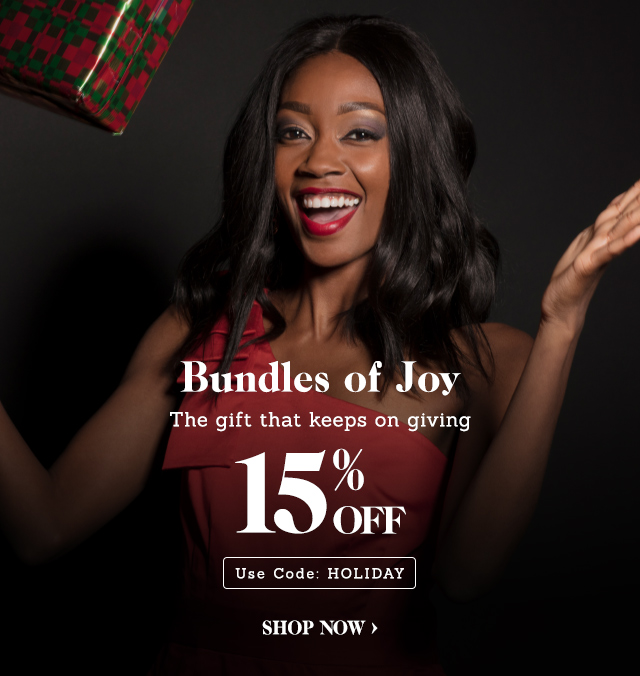 Bundles of Joy
The gift that keeps on giving
15% OFF
Use Code: HOLIDAY
SHOP NOW ›